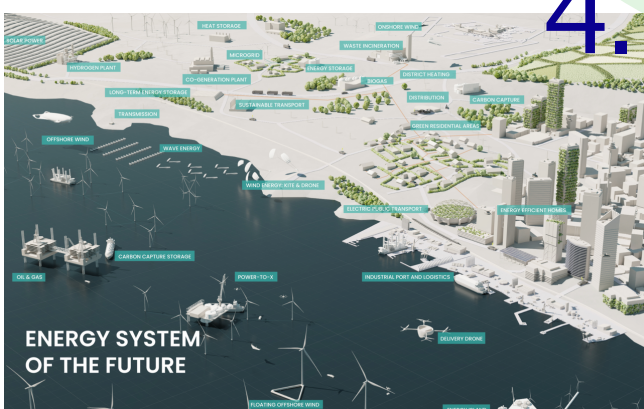 4.
HEAT STORAGE
ONSHORE WIND
SOLAR POWER
WASTE INCINERATION
MICROGRID
HYDROGEN PLANT
ENERGY STORAGE
DISTRICT HEATING
CO-GENERATION PLANT
BIOGAS
LONG-TERM ENERGY STORAGE
DISTRIBUTION
CARBON CAPTURE
SUSTAINABLE TRANSPORT
TRANSMISSION
GREEN RESIDENTIAL AREAS
OFFSHORE WIND
WAVE ENERGY
WIND ENERGY: KITE & DRONE
ELECTRIC PUBLIC TRANSPORT
ENERGY EFFICIENT HOMES
CARBON CAPTURE STORAGE
OIL & GAS
POWER-TO-X
INDUSTRIAL PORT AND LOGISTICS
ENERGY SYSTEM
OF THE FUTURE
DELIVERY DRONE
FLOATING OFFSHORE WIND